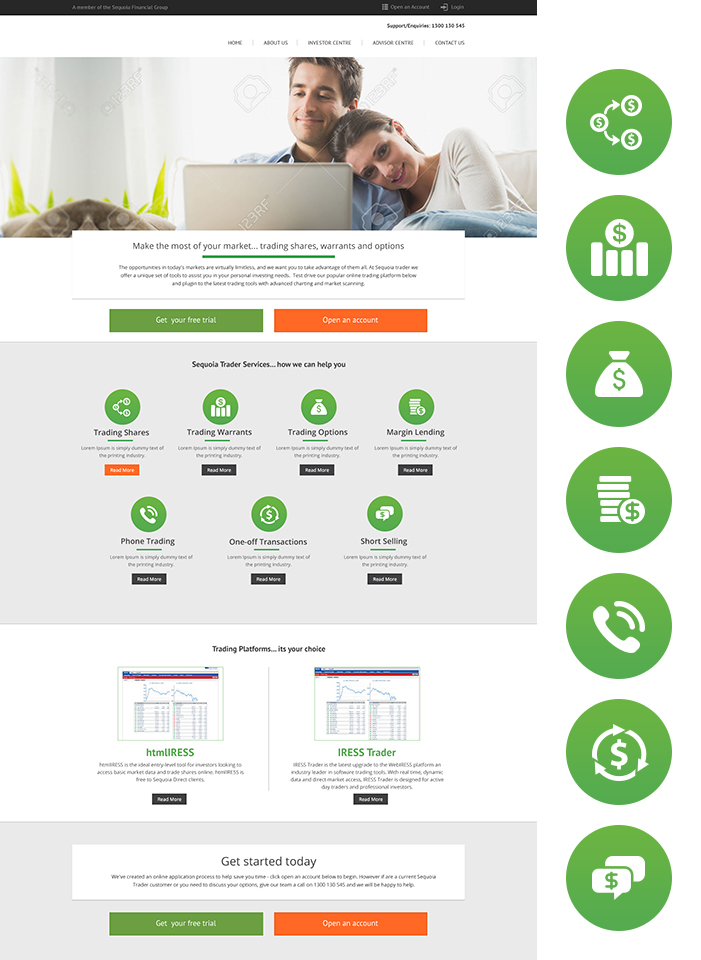 A member of the Sequoia Financial Group
Open an Account
Login
Support/Enquiries: 1300 130 545
HOME
ABOUT US
INVESTOR CENTRE
ADVISOR CENTRE
CONTACT US
123RF
123RF
123RF
123RF
Make the most of your market... trading shares, warrants and options
The opportunities in today's markets are virtually limitless, and we want you to take advantage of them all. At Sequoia trader we
offer a unique set of tools to assist you in your personal investing needs. Test drive our popular online trading platform below
and plugin to the latest trading tools with advanced charting and market scanning.
Get your free trial
Open an account
Sequoia Trader Services... how we can help you
Trading Shares
Trading Warrants
Trading Options
Margin Lending
Lorem Ipsum is simply dummy text of
the printing industry.
Lorem Ipsum is simply dummy text of
the printing industry.
Lorem Ipsum is simply dummy text of
the printing industry.
Lorem Ipsum is simply dummy text of
the printing industry.
Read More
Read More
Read More
Read More
Phone Trading
One-off Transactions
Short Selling
Lorem Ipsum is simply dummy text of
the printing industry.
Lorem Ipsum is simply dummy text of
the printing industry.
Lorem Ipsum is simply dummy text of
the printing industry.
Read More
Read More
Read More
Trading Platforms... its your choice
htmlIRESS
htmlIRESS is the ideal entry-level tool for investors looking to
access basic market data and trade shares online. htmlIRESS is
free to Sequoia Direct clients.
Read More
IRESS Trader
IRESS Trader is the latest upgrade to the WebIRESS platform an
industry leader in software trading tools. With real time, dynamic
data and direct market access, IRESS Trader is designed for active
day traders and professional investors.
Read More
Get started today
We've created an online application process to help save you time - click open an account below to begin. However if are a current Sequoia
Trader customer or you need to discuss your options, give our team a call on 1300 130 545 and we will be happy to help.
Get your free trial
Open an account